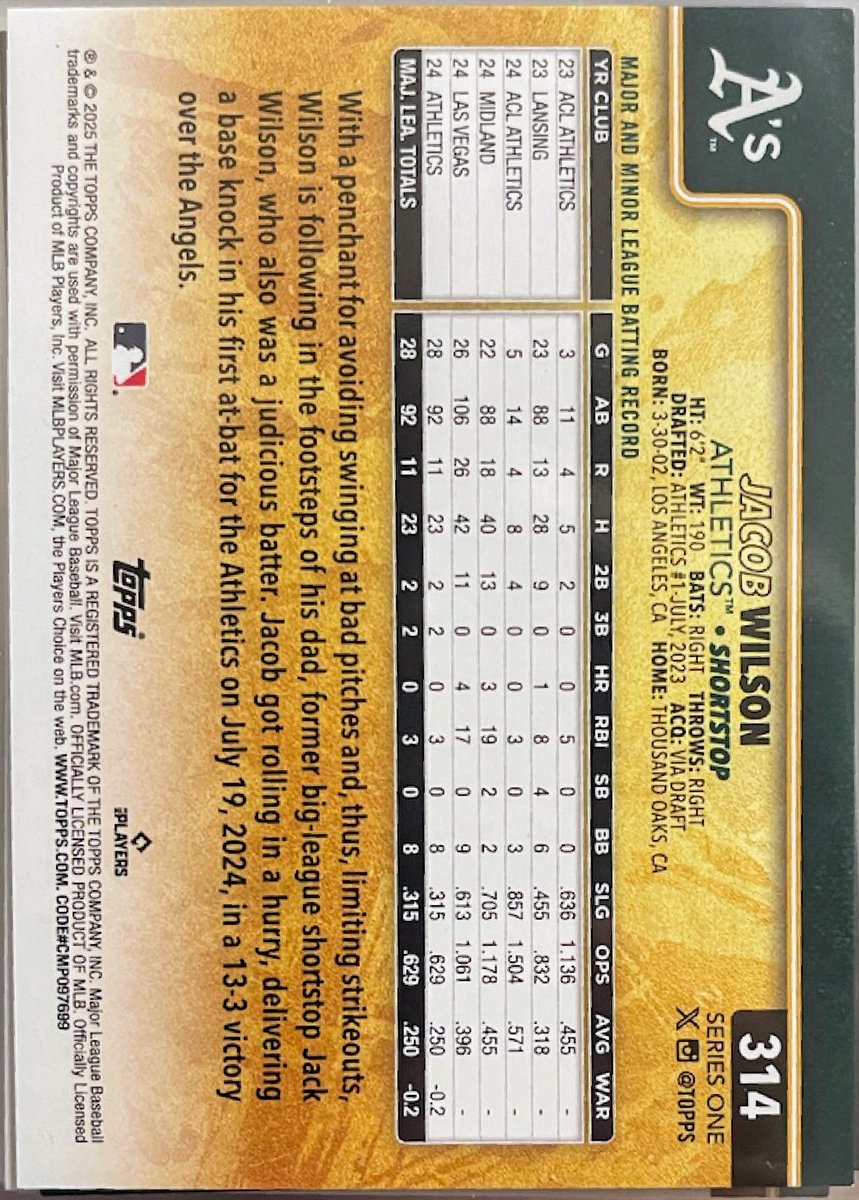 A's™
314
JACOB WILSON
SERIES ONE
ATHLETICS™ • SHORTSTOP
@TOPPS
HT: 6'2" WT: 190 BATS: RIGHT THROWS: RIGHT
DRAFTED: ATHLETICS #1-JULY, 2023 ACQ: VIA DRAFT
BORN: 3-30-02, LOS ANGELES, CA HOME: THOUSAND OAKS, CA
MAJOR AND MINOR LEAGUE BATTING RECORD
YR CLUB G AB R H 2B 3B HR RBI SB BB SLG OPS AVG WAR
23 ACL ATHLETICS 3 11 4 5 2 0 0 5 0 0 .636 1.136 .455 -
23 LANSING 23 88 13 28 9 0 1 8 4 6 .455 .832 .318 -
24 ACL ATHLETICS 5 14 4 8 4 0 0 3 0 3 .857 1.504 .571 -
24 MIDLAND 22 88 18 40 13 0 3 19 2 2 .705 1.178 .455 -
24 LAS VEGAS 26 106 26 42 11 0 4 17 0 9 .613 1.061 .396 -
24 ATHLETICS 28 92 11 23 2 2 0 3 0 8 .315 .629 .250 -0.2
MAJ. LEA. TOTALS 28 92 11 23 2 2 0 3 0 8 .315 .629 .250 -0.2
With a penchant for avoiding swinging at bad pitches and, thus, limiting strikeouts,
Wilson is following in the footsteps of his dad, former big-league shortstop Jack
Wilson, who also was a judicious batter. Jacob got rolling in a hurry, delivering
a base knock in his first at-bat for the Athletics on July 19, 2024, in a 13-3 victory
over the Angels.
topps
PLAYERS
® & © 2025 THE TOPPS COMPANY, INC. ALL RIGHTS RESERVED. TOPPS IS A REGISTERED TRADEMARK OF THE TOPPS COMPANY, INC. Major League Baseball
trademarks and copyrights are used with permission of Major League Baseball. Visit MLB.com. OFFICIALLY LICENSED PRODUCT OF MLB. Officially Licensed
Product of MLB Players, Inc. Visit MLBPLAYERS.COM, the Players Choice on the web. WWW.TOPPS.COM. CODE#CMP097699